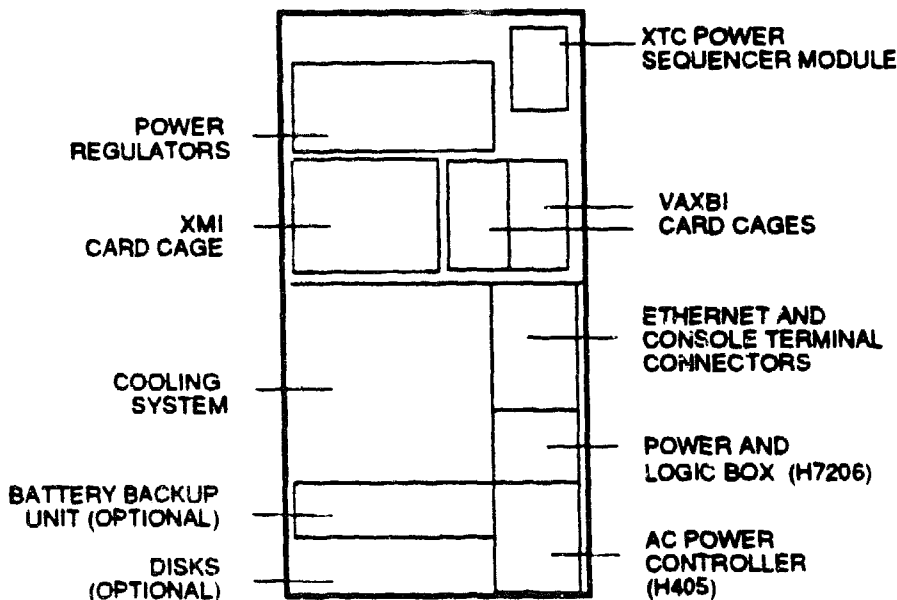 XTC POWER
SEQUENCER MODULE
POWER
REGULATORS
XMI
CARD CAGE
VAXBI
CARD CAGES
ETHERNET AND
CONSOLE TERMINAL
CONNECTORS
COOLING
SYSTEM
POWER AND
LOGIC BOX (H7206)
BATTERY BACKUP
UNIT (OPTIONAL)
AC POWER
CONTROLLER
(H405)
DISKS
(OPTIONAL)